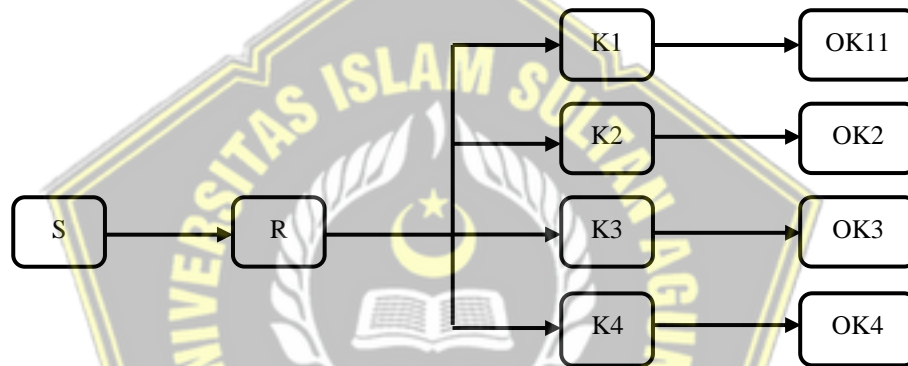 K1 OK11
K2 OK2
S R K3 OK3
K4 OK4
UNIVERSITAS ISLAM SULTAN AGUNG